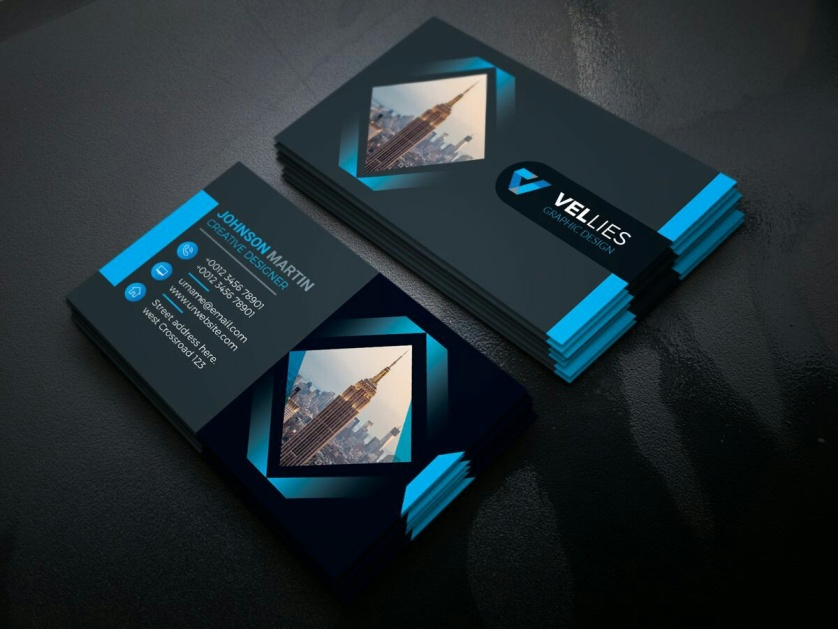 JOHNSON MARTIN
CREATIVE DESIGNER
+0012 3456 78901
+0012 3456 78901
urname@email.com
www.urwebsite.com
Street address here.
west Crossroad 123
VELLIES
GRAPHIC DESIGN